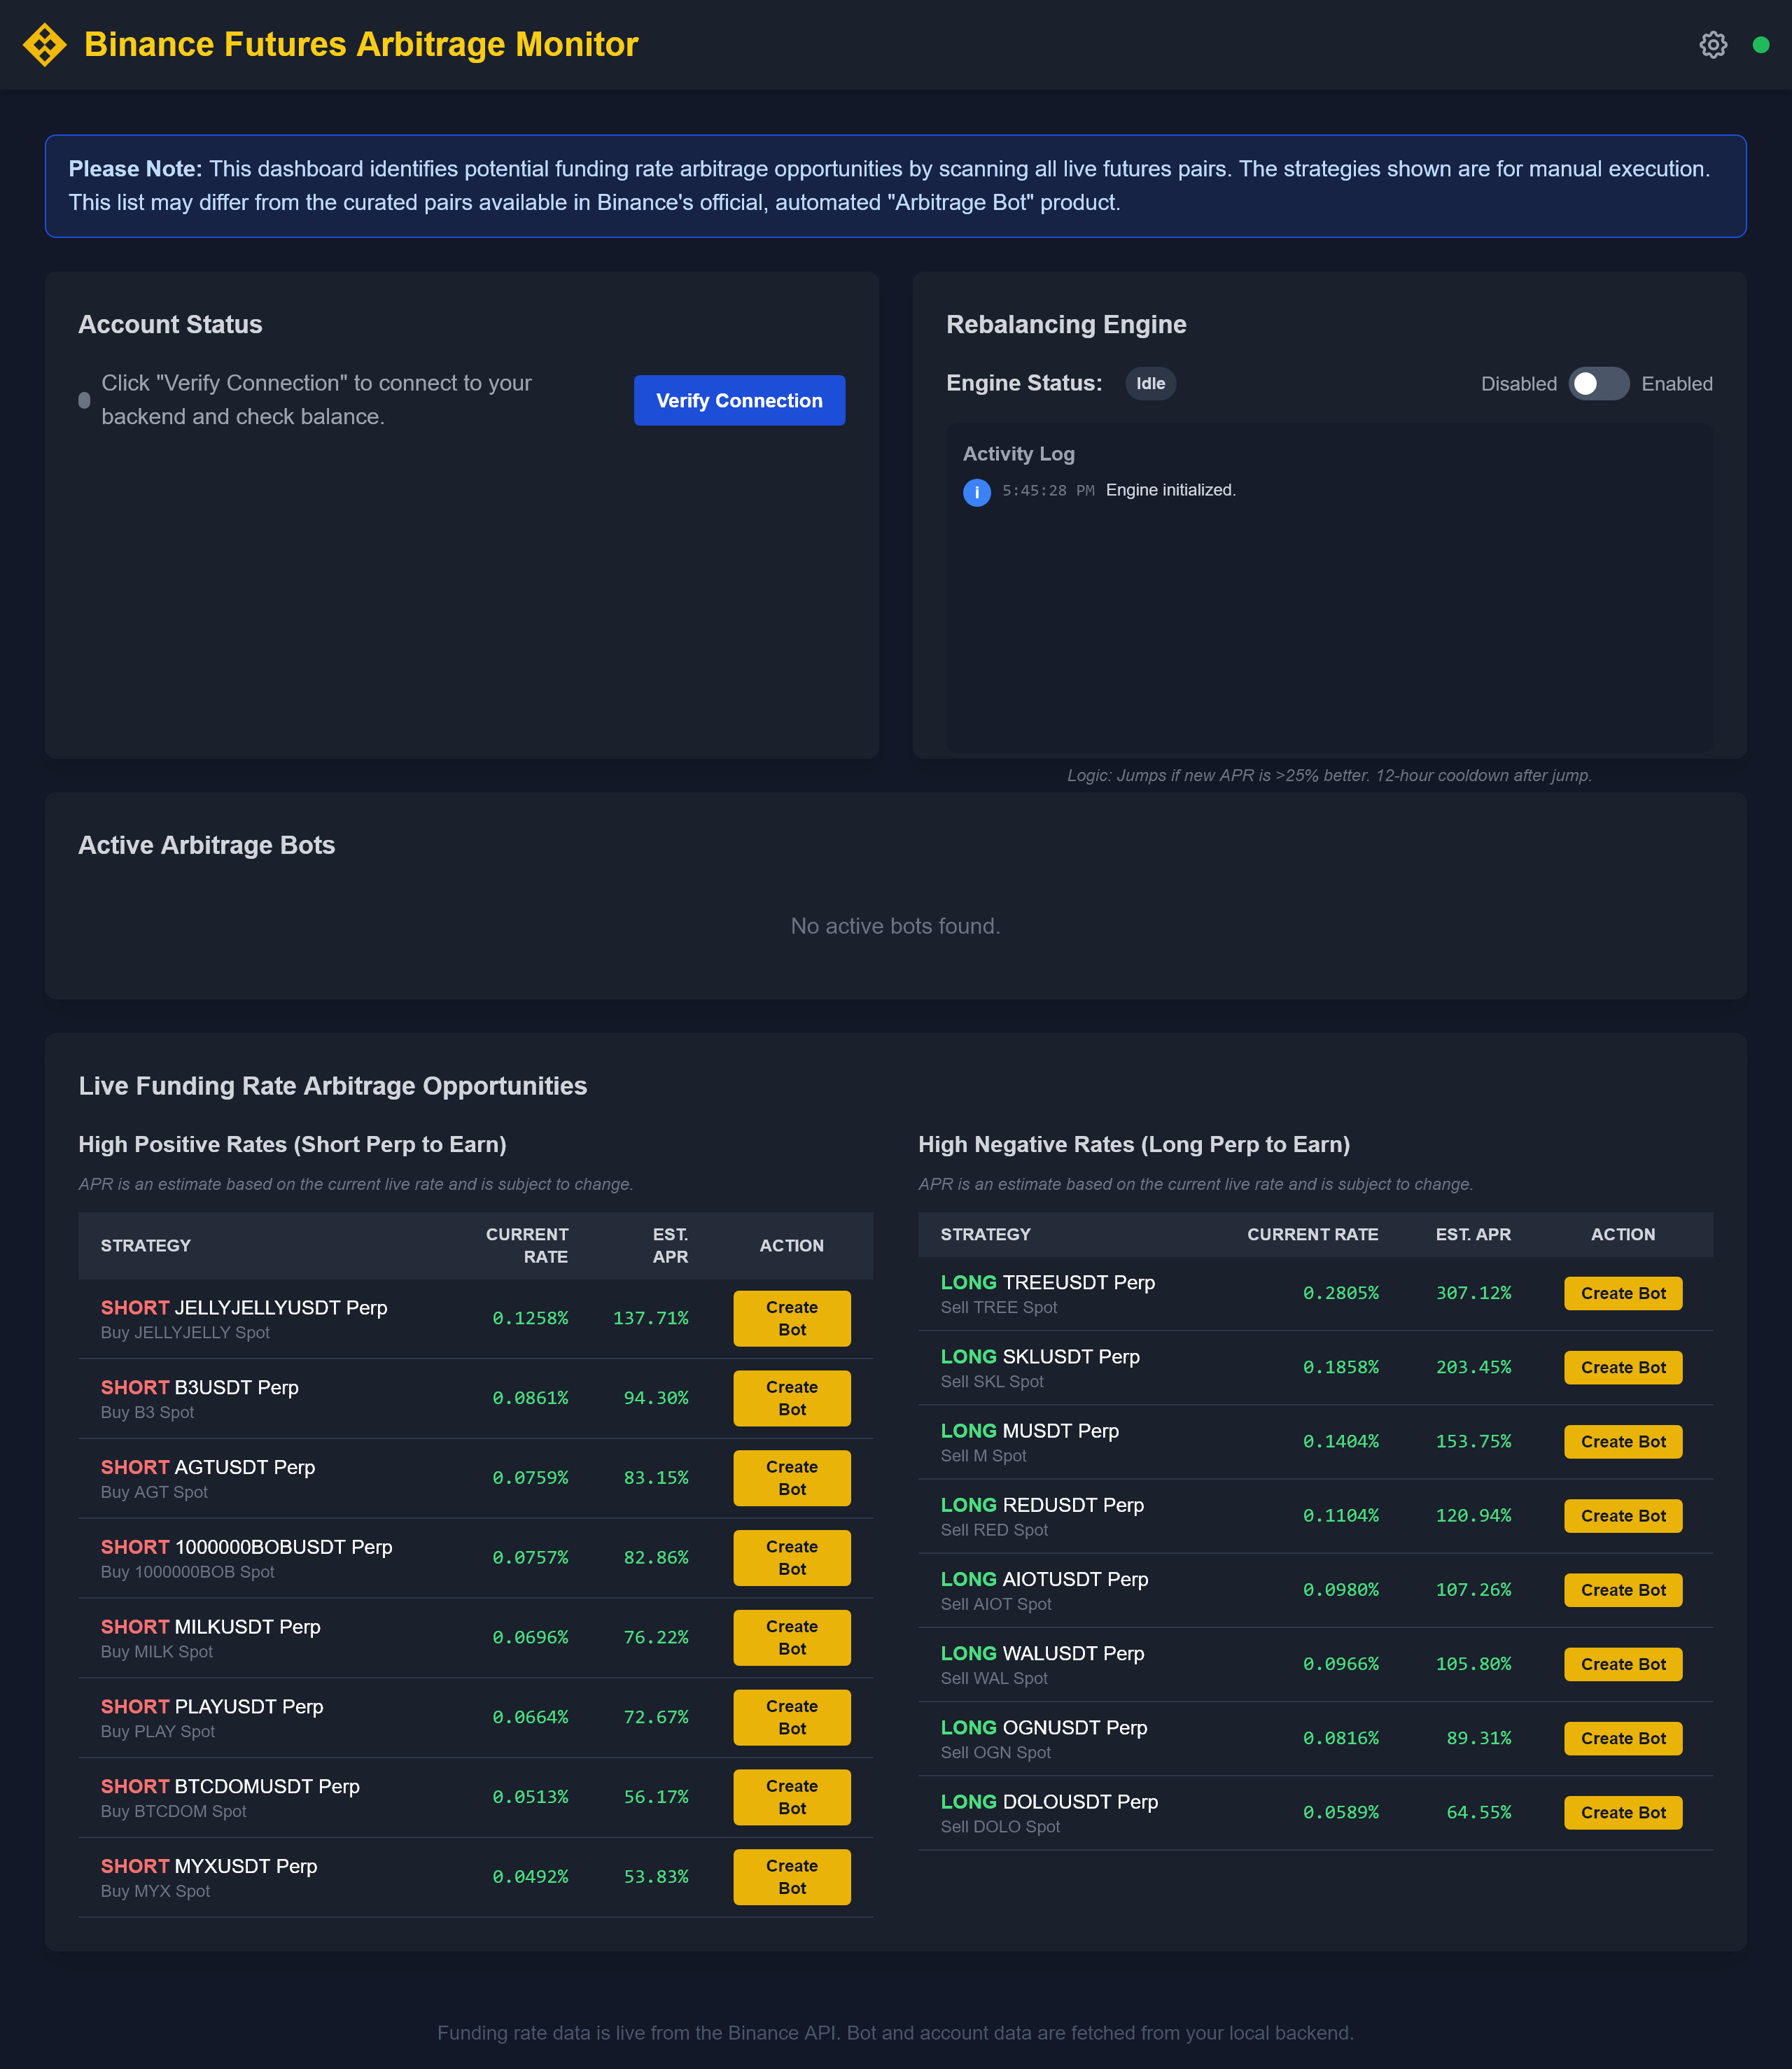 Binance Futures Arbitrage Monitor
Please Note: This dashboard identifies potential funding rate arbitrage opportunities by scanning all live futures pairs. The strategies shown are for manual execution.
This list may differ from the curated pairs available in Binance's official, automated "Arbitrage Bot" product.
Account Status
Click "Verify Connection" to connect to your
backend and check balance.
Verify Connection
Rebalancing Engine
Engine Status: Idle Disabled Enabled
Activity Log
i 5:45:28 PM Engine initialized.
Logic: Jumps if new APR is >25% better. 12-hour cooldown after jump.
Active Arbitrage Bots
No active bots found.
Live Funding Rate Arbitrage Opportunities
High Positive Rates (Short Perp to Earn)
APR is an estimate based on the current live rate and is subject to change.
STRATEGY CURRENT RATE EST. APR ACTION
SHORT JELLYJELLYUSDT Perp 0.1258% 137.71% Create Bot
Buy JELLYJELLY Spot
SHORT B3USDT Perp 0.0861% 94.30% Create Bot
Buy B3 Spot
SHORT AGTUSDT Perp 0.0759% 83.15% Create Bot
Buy AGT Spot
SHORT 1000000BOBUSDT Perp 0.0757% 82.86% Create Bot
Buy 1000000BOB Spot
SHORT MILKUSDT Perp 0.0696% 76.22% Create Bot
Buy MILK Spot
SHORT PLAYUSDT Perp 0.0664% 72.67% Create Bot
Buy PLAY Spot
SHORT BTCDOMUSDT Perp 0.0513% 56.17% Create Bot
Buy BTCDOM Spot
SHORT MYXUSDT Perp 0.0492% 53.83% Create Bot
Buy MYX Spot
High Negative Rates (Long Perp to Earn)
APR is an estimate based on the current live rate and is subject to change.
STRATEGY CURRENT RATE EST. APR ACTION
LONG TREEUSDT Perp 0.2805% 307.12% Create Bot
Sell TREE Spot
LONG SKLUSDT Perp 0.1858% 203.45% Create Bot
Sell SKL Spot
LONG MUSDT Perp 0.1404% 153.75% Create Bot
Sell M Spot
LONG REDUSDT Perp 0.1104% 120.94% Create Bot
Sell RED Spot
LONG AIOTUSDT Perp 0.0980% 107.26% Create Bot
Sell AIOT Spot
LONG WALUSDT Perp 0.0966% 105.80% Create Bot
Sell WAL Spot
LONG OGNUSDT Perp 0.0816% 89.31% Create Bot
Sell OGN Spot
LONG DOLOUSDT Perp 0.0589% 64.55% Create Bot
Sell DOLO Spot
Funding rate data is live from the Binance API. Bot and account data are fetched from your local backend.